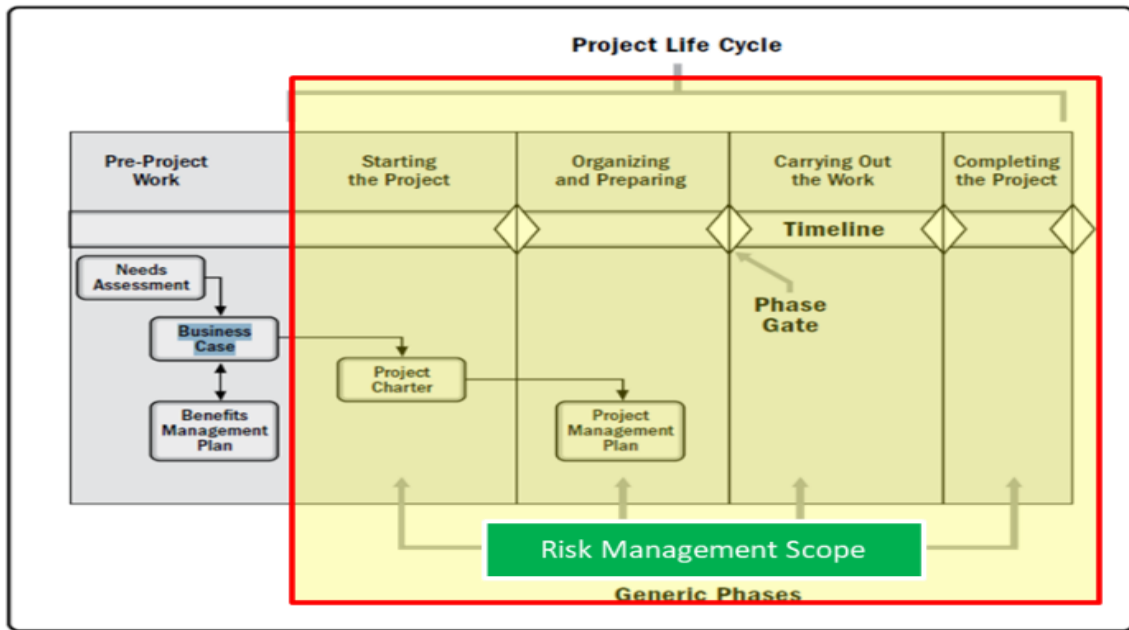 Project Life Cycle
Pre-Project
Work
Starting
the Project
Organizing
and Preparing
Carrying Out
the Work
Completing
the Project
Timeline
Needs
Assessment
Business
Case
Benefits
Management
Plan
Project
Charter
Project
Management
Plan
Phase
Gate
Risk Management Scope
Generic Phases